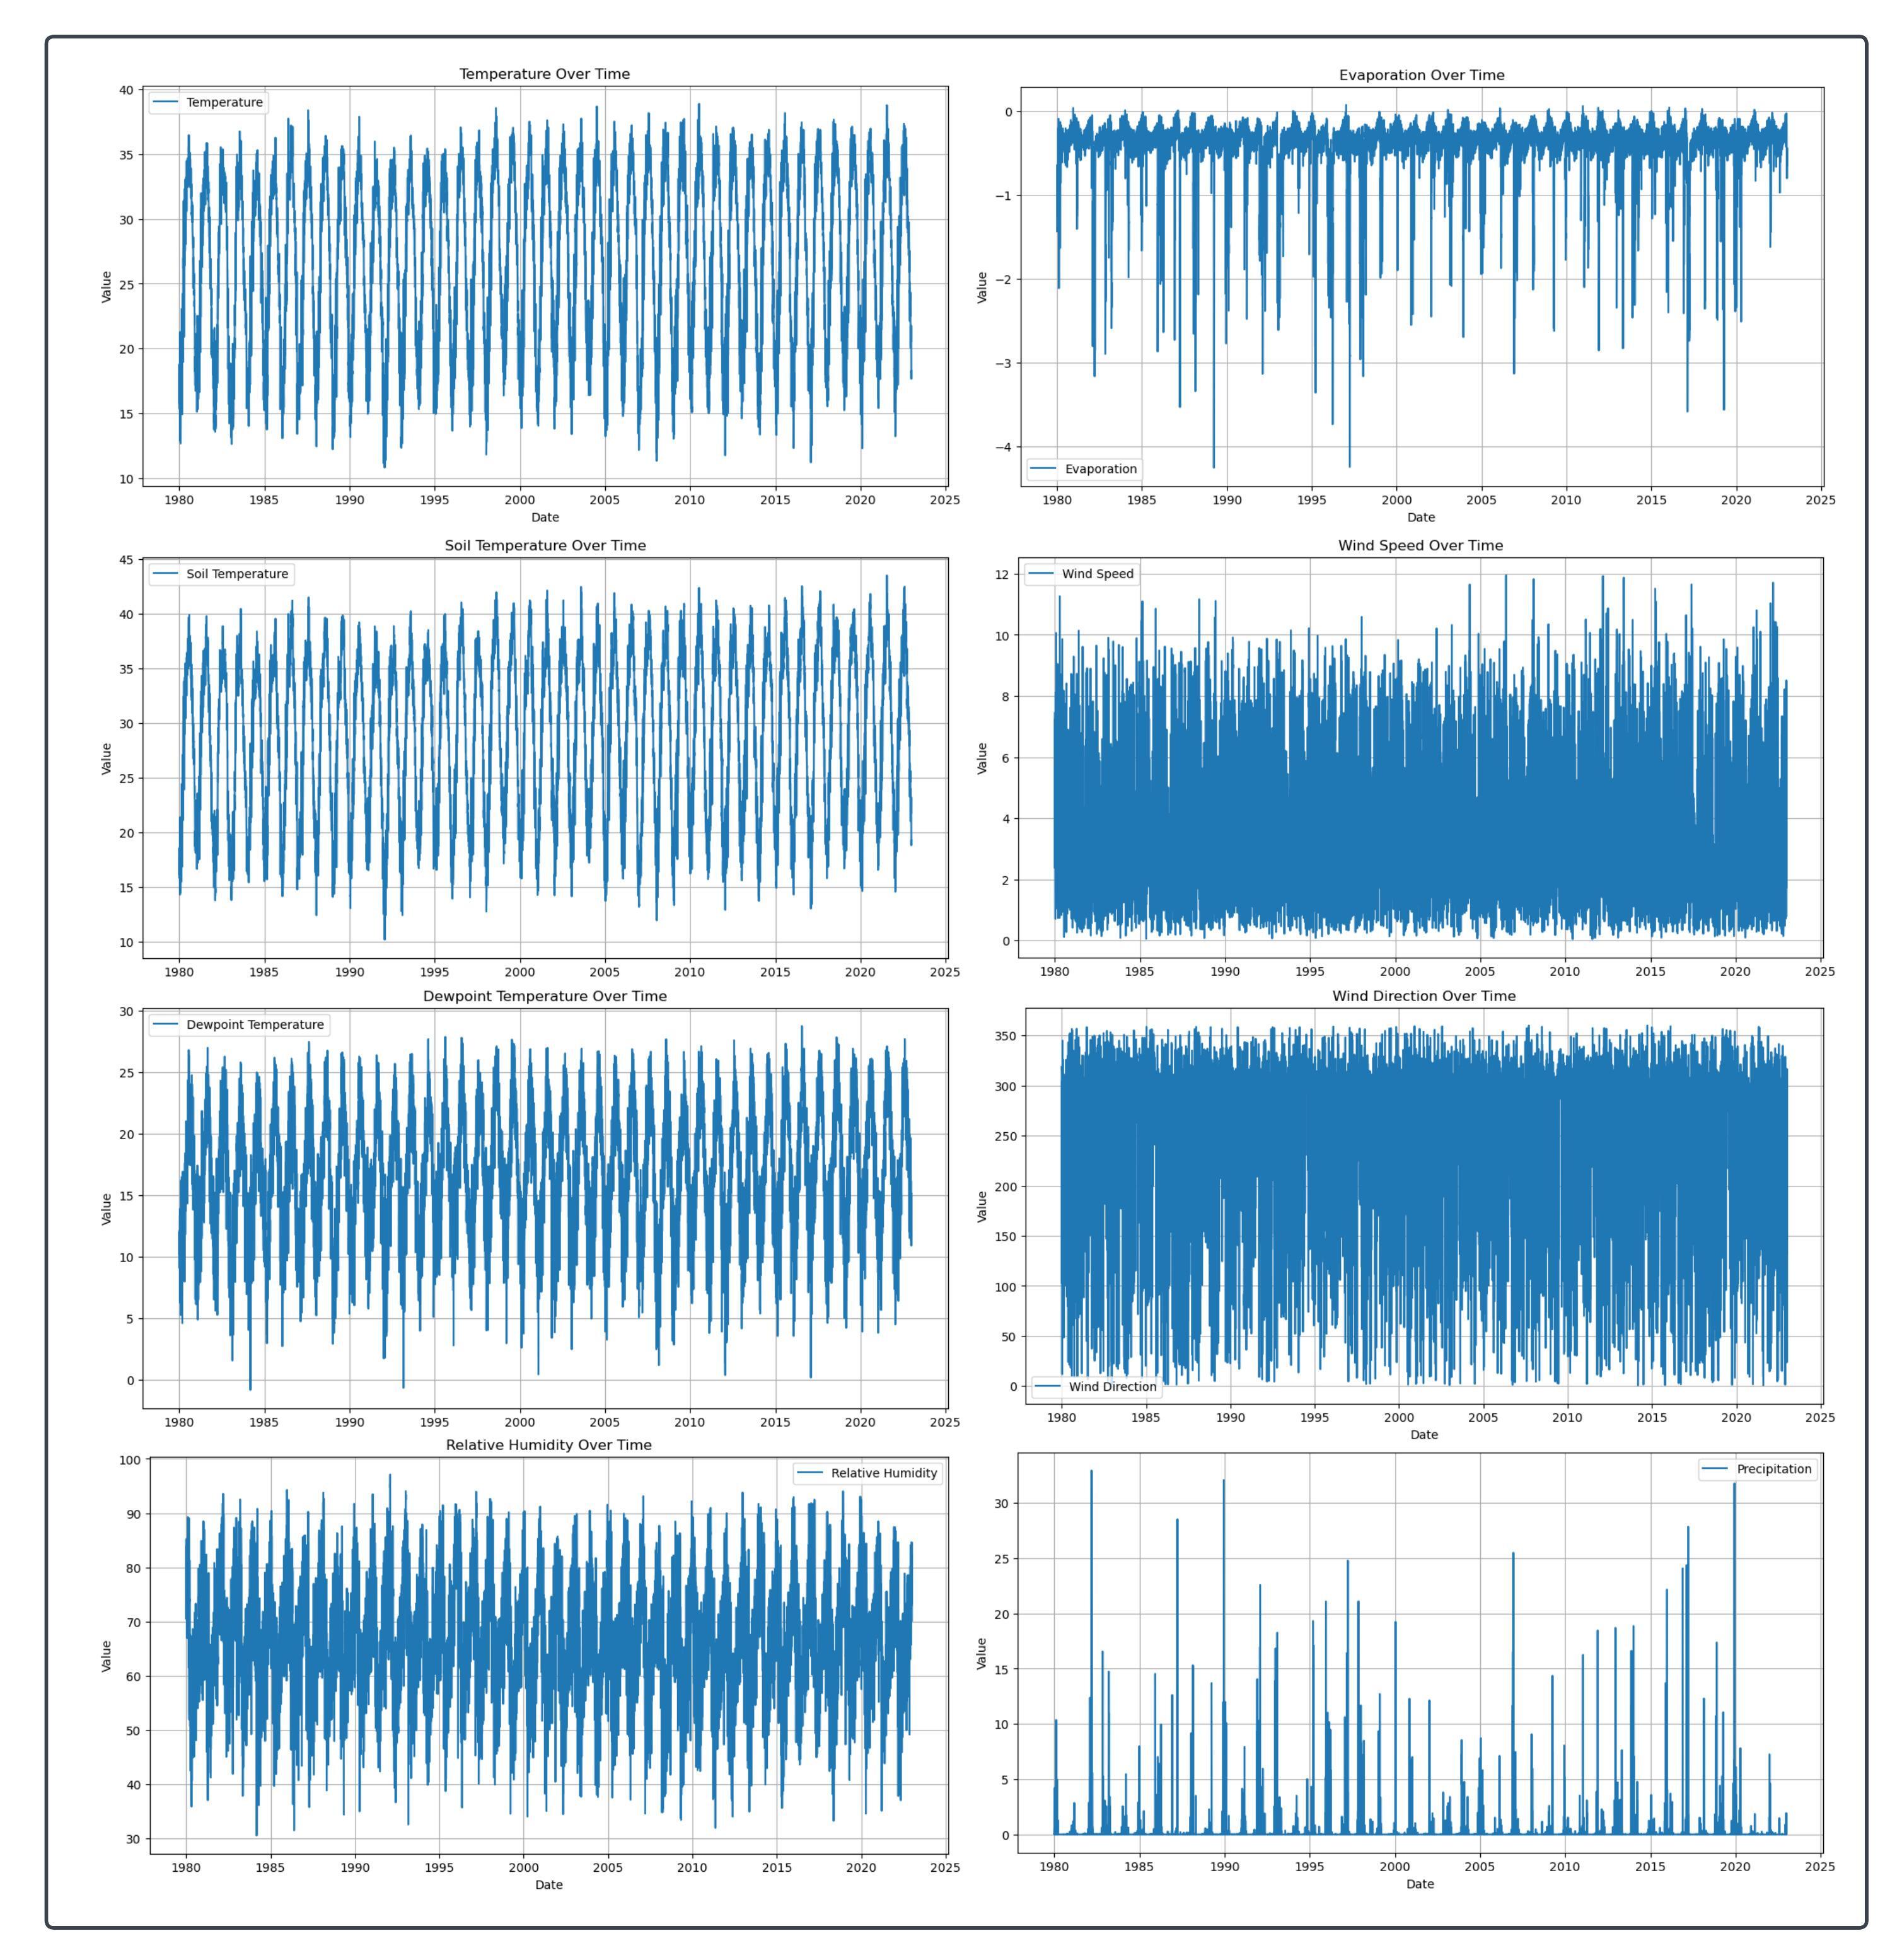 Temperature Over Time
Temperature
Value
40
35
30
25
20
15
10
1980 1985 1990 1995 2000 2005 2010 2015 2020 2025
Date
Evaporation Over Time
Evaporation
Value
0
−1
−2
−3
−4
1980 1985 1990 1995 2000 2005 2010 2015 2020 2025
Date
Soil Temperature Over Time
Soil Temperature
Value
45
40
35
30
25
20
15
10
1980 1985 1990 1995 2000 2005 2010 2015 2020 2025
Wind Speed Over Time
Wind Speed
Value
12
10
8
6
4
2
0
1980 1985 1990 1995 2000 2005 2010 2015 2020 2025
Dewpoint Temperature Over Time
Dewpoint Temperature
Value
30
25
20
15
10
5
0
1980 1985 1990 1995 2000 2005 2010 2015 2020 2025
Wind Direction Over Time
Wind Direction
Value
350
300
250
200
150
100
50
0
1980 1985 1990 1995 2000 2005 2010 2015 2020 2025
Date
Relative Humidity Over Time
Relative Humidity
Value
100
90
80
70
60
50
40
30
1980 1985 1990 1995 2000 2005 2010 2015 2020 2025
Date
Precipitation
Value
30
25
20
15
10
5
0
1980 1985 1990 1995 2000 2005 2010 2015 2020 2025
Date